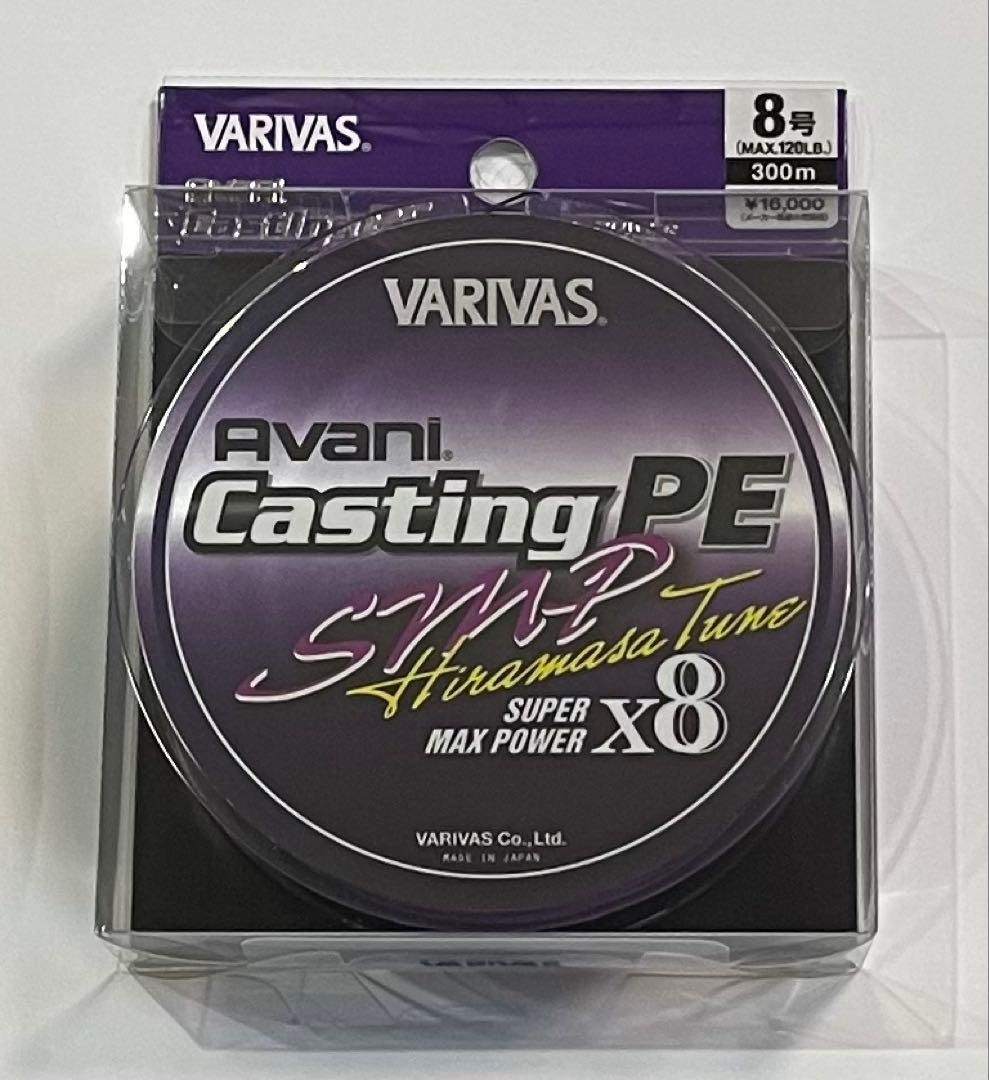 VARIVAS®
8号
(MAX.120LB.)
300m
¥16,000
VARIVAS®
Avani®
Casting PE
SMP
Hiramasa Tune
SUPER
MAX POWER x8
VARIVAS Co.,Ltd.
MADE IN JAPAN